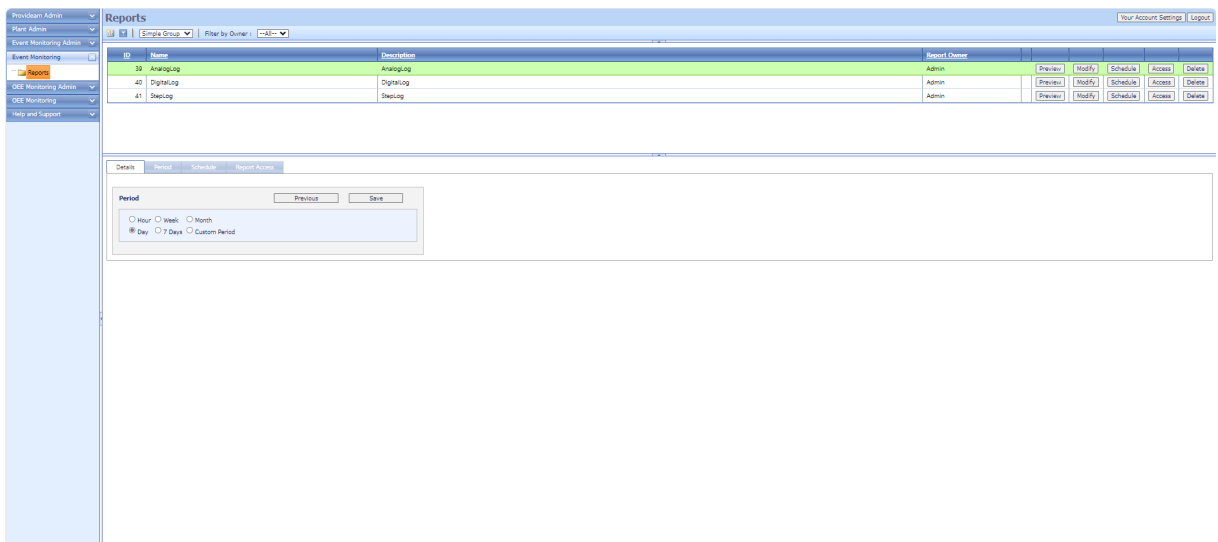 Provideam Admin
Plant Admin
Event Monitoring Admin
Event Monitoring
Reports
OEE Monitoring Admin
OEE Monitoring
Help and Support
Reports
Your Account Settings Logout
Simple Group | Filter by Owner : --All--
ID Name Description Report Owner
39 AnalogLog AnalogLog Admin Preview Modify Schedule Access Delete
40 DigitalLog DigitalLog Admin Preview Modify Schedule Access Delete
41 StepLog StepLog Admin Preview Modify Schedule Access Delete
Details Period Schedule Report Access
Period Previous Save
Hour Week Month
Day 7 Days Custom Period